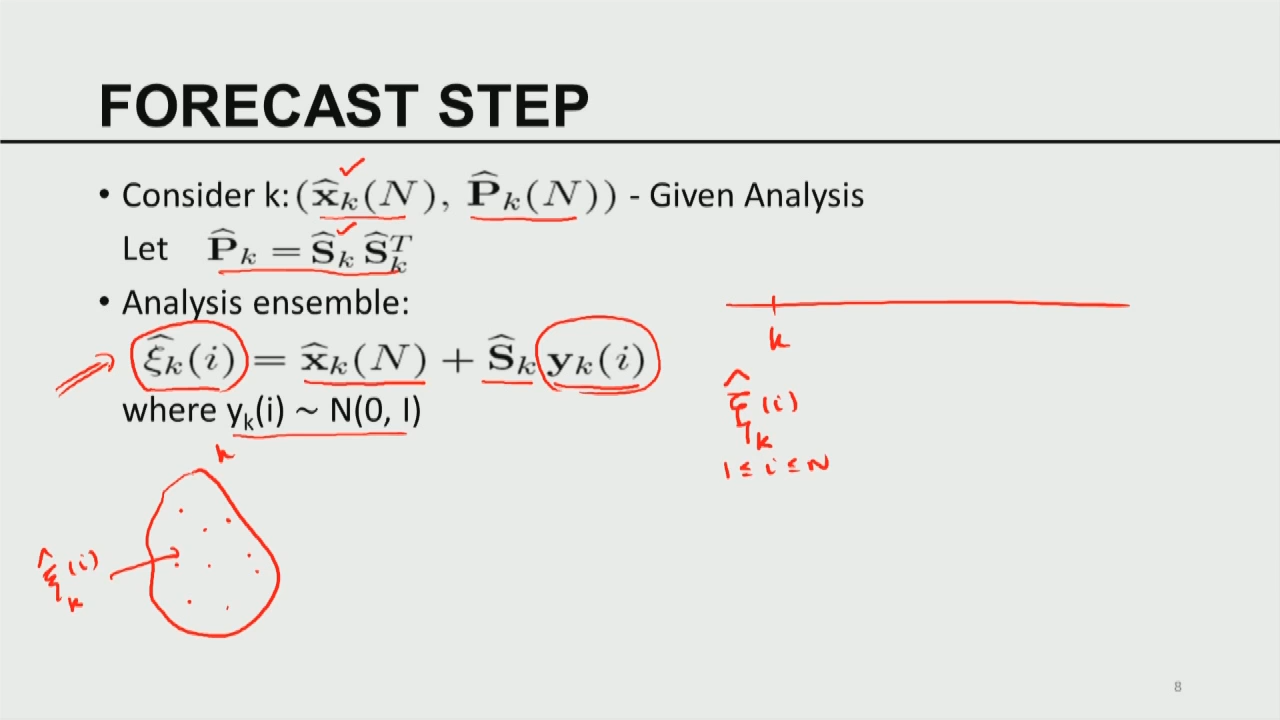 FORECAST STEP
• Consider k: (x̂ₖ(N), P̂ₖ(N)) - Given Analysis
Let P̂ₖ = Ŝₖ Ŝₖᵀ
• Analysis ensemble:
ξ̂ₖ(i) = x̂ₖ(N) + Ŝₖ yₖ(i)
where yₖ(i) ~ N(0, I)
k
ξ̂ₖ(i)
1 ≤ i ≤ N
k
ξ̂ₖ(i)
8